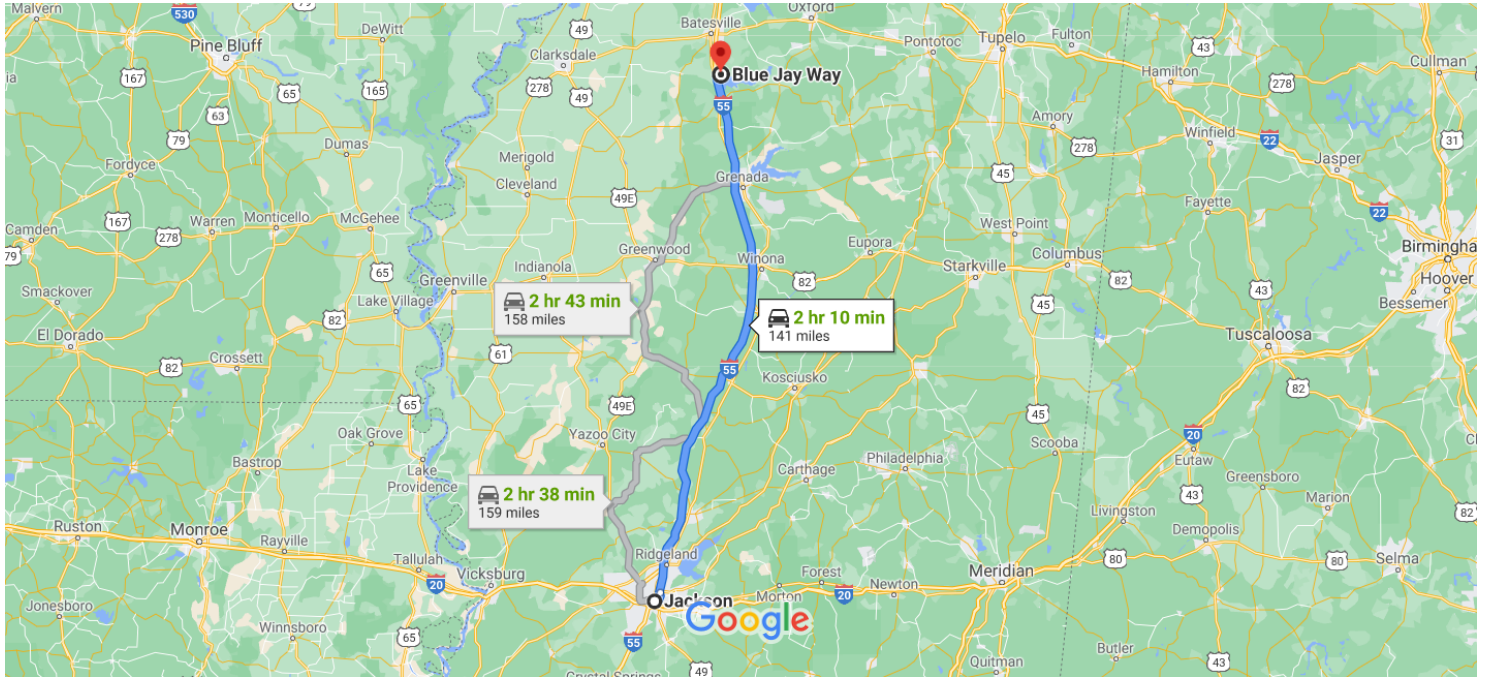 Malvern
530
79
DeWitt
49
Batesville
Oxford
Pine Bluff
Clarksdale
Pontotoc
Tupelo
Fulton
43
Cullman
167
65
165
278
49
Blue Jay Way
Hamilton
278
63
55
Amory
Winfield
31
79
Dumas
278
22
Fordyce
Merigold
Grenada
45
Jasper
Cleveland
49E
167
Warren
Monticello
McGehee
West Point
Fayette
22
Camden
278
Greenwood
Eupora
Columbus
Birmingha
79
65
Indianola
Winona
82
Starkville
82
Hoover
Smackover
Lake Village
Greenville
2 hr 43 min
158 miles
45
43
Bessemer
El Dorado
82
2 hr 10 min
141 miles
Tuscaloosa
Crossett
82
61
55
Kosciusko
82
65
49E
45
Oak Grove
Yazoo City
20
Bastrop
Lake
Providence
Carthage
Philadelphia
Scooba
Eutaw
Greensboro
2 hr 38 min
159 miles
43
Marion
82
Ruston
Monroe
Rayville
Livingston
Demopolis
Tallulah
Ridgeland
80
80
Selma
20
Vicksburg
Forest
Newton
Meridian
Jonesboro
Jackson
Morton
20
Google
Winnsboro
65
55
Butler
43
Crystal Springs
49
Quitman